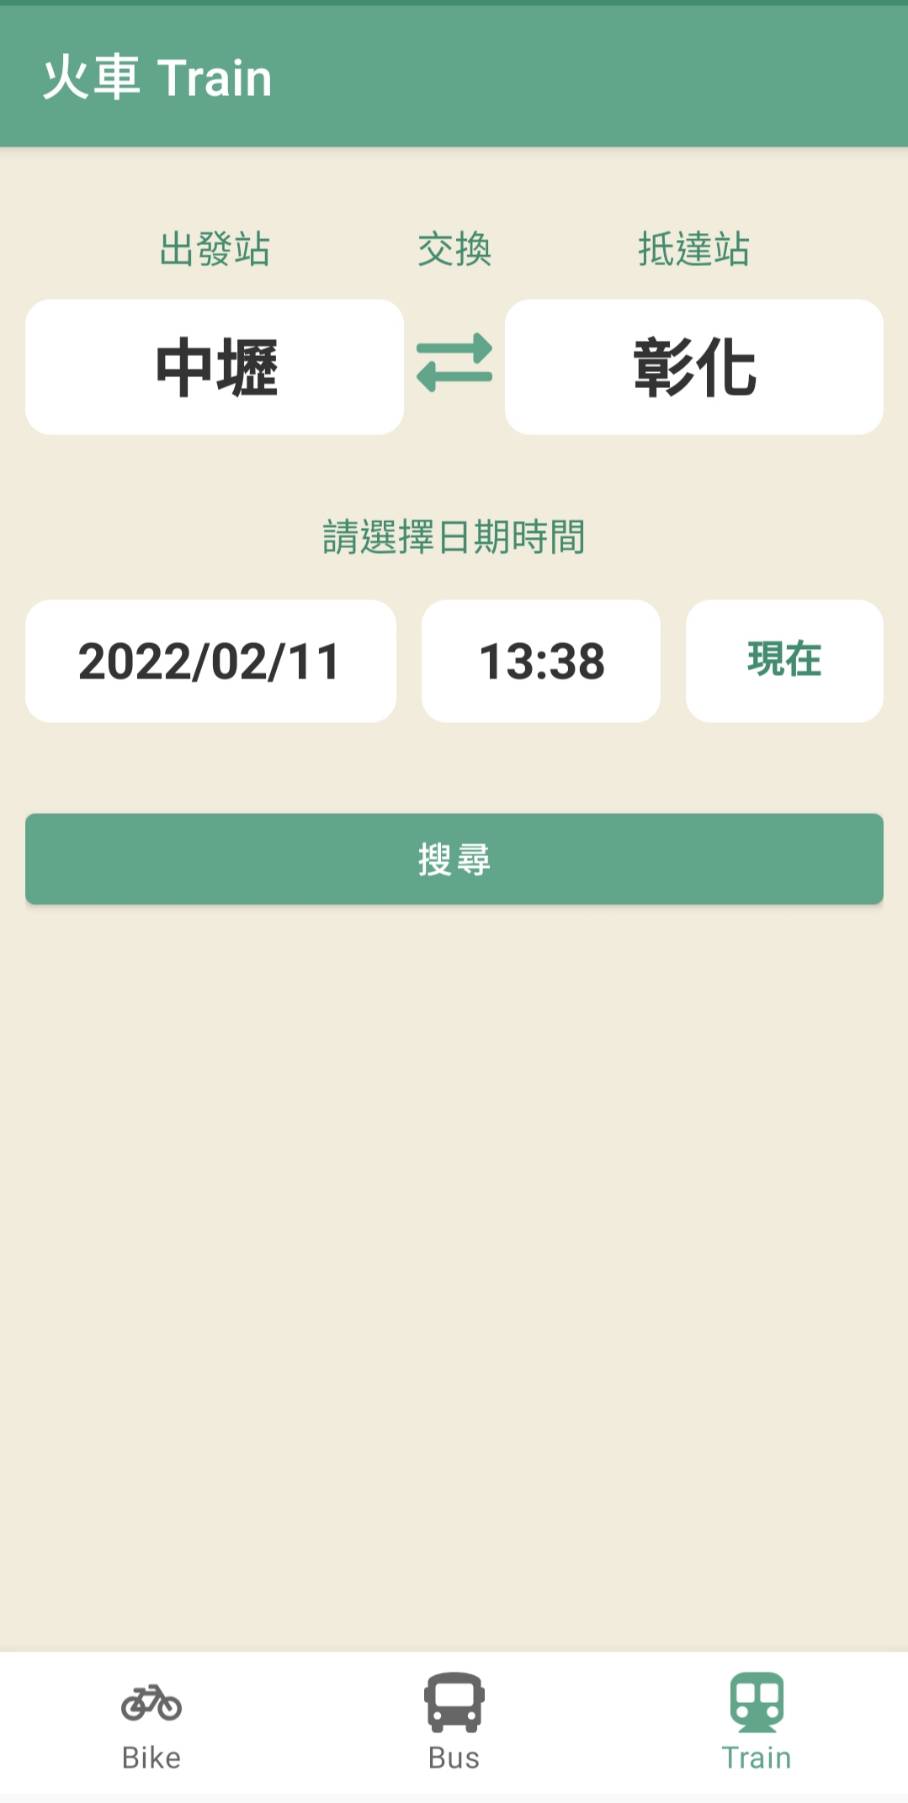 火車 Train
出發站 交換 抵達站
中壢 彰化
請選擇日期時間
2022/02/11 13:38 現在
搜尋
Bike Bus Train